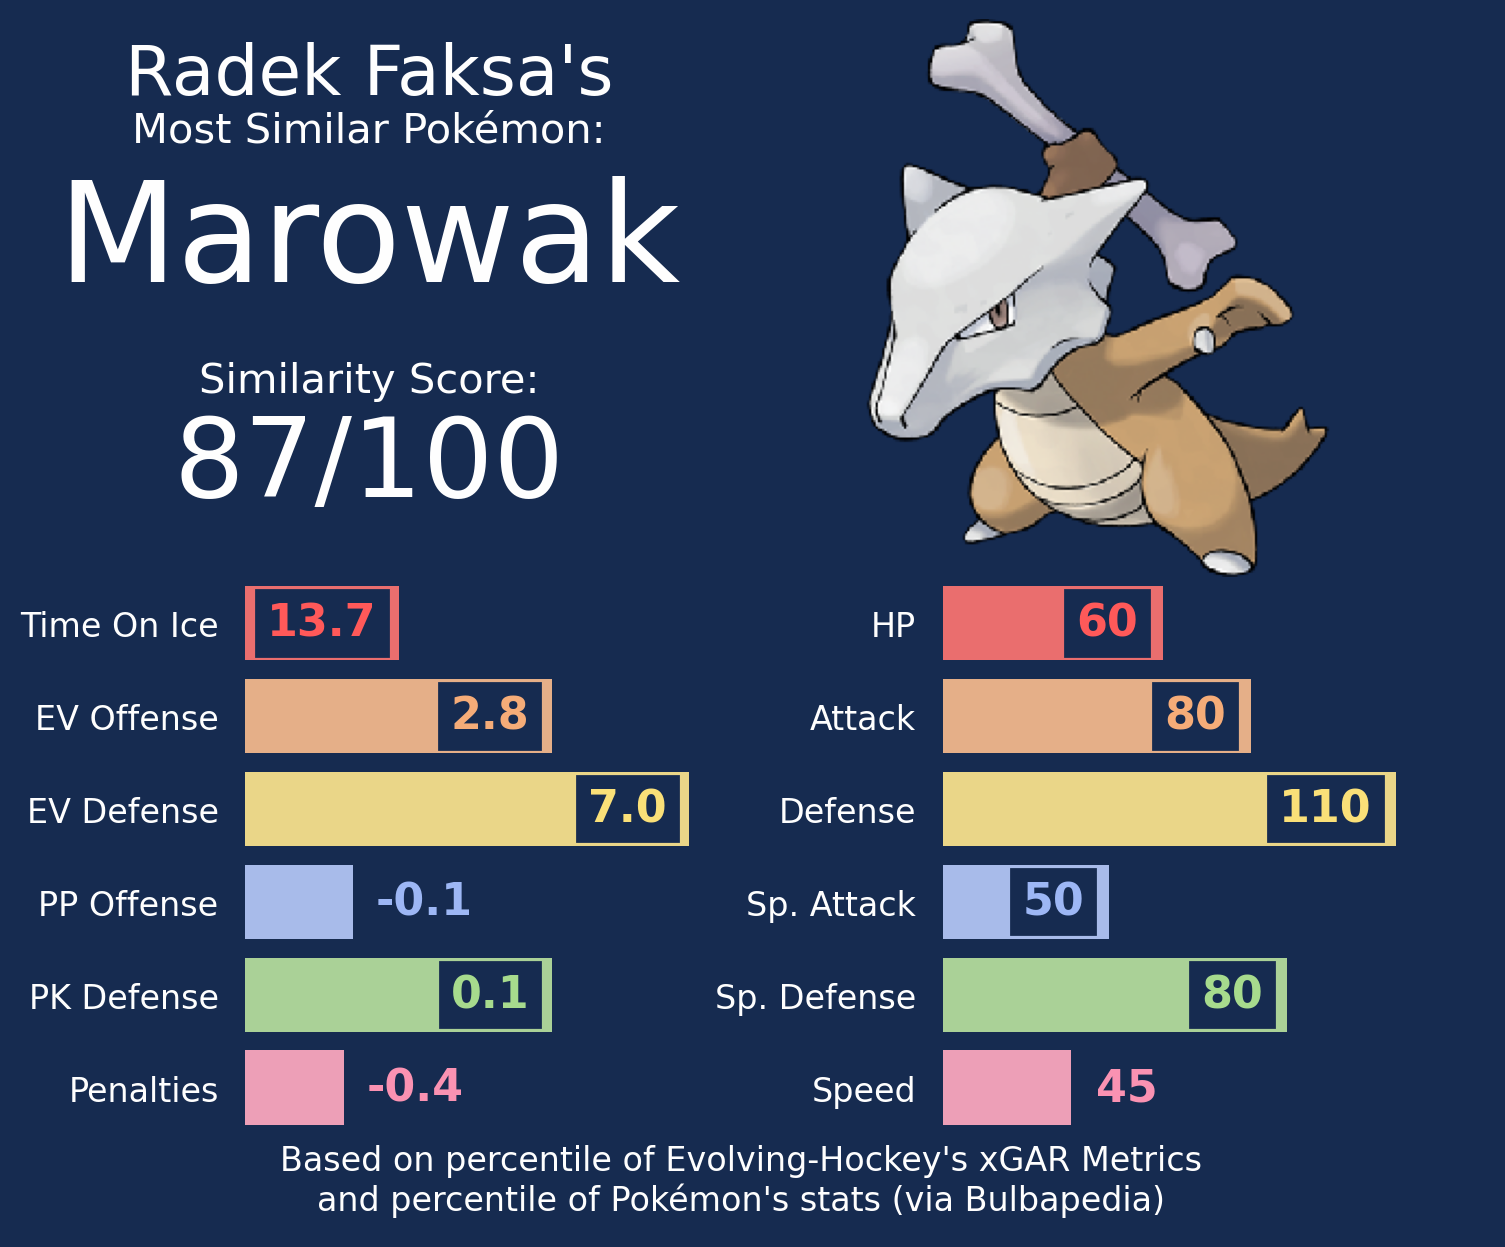 Radek Faksa's
Most Similar Pokémon:
Marowak
Similarity Score:
87/100
Time On Ice 13.7
EV Offense 2.8
EV Defense 7.0
PP Offense -0.1
PK Defense 0.1
Penalties -0.4
HP 60
Attack 80
Defense 110
Sp. Attack 50
Sp. Defense 80
Speed 45
Based on percentile of Evolving-Hockey's xGAR Metrics
and percentile of Pokémon's stats (via Bulbapedia)